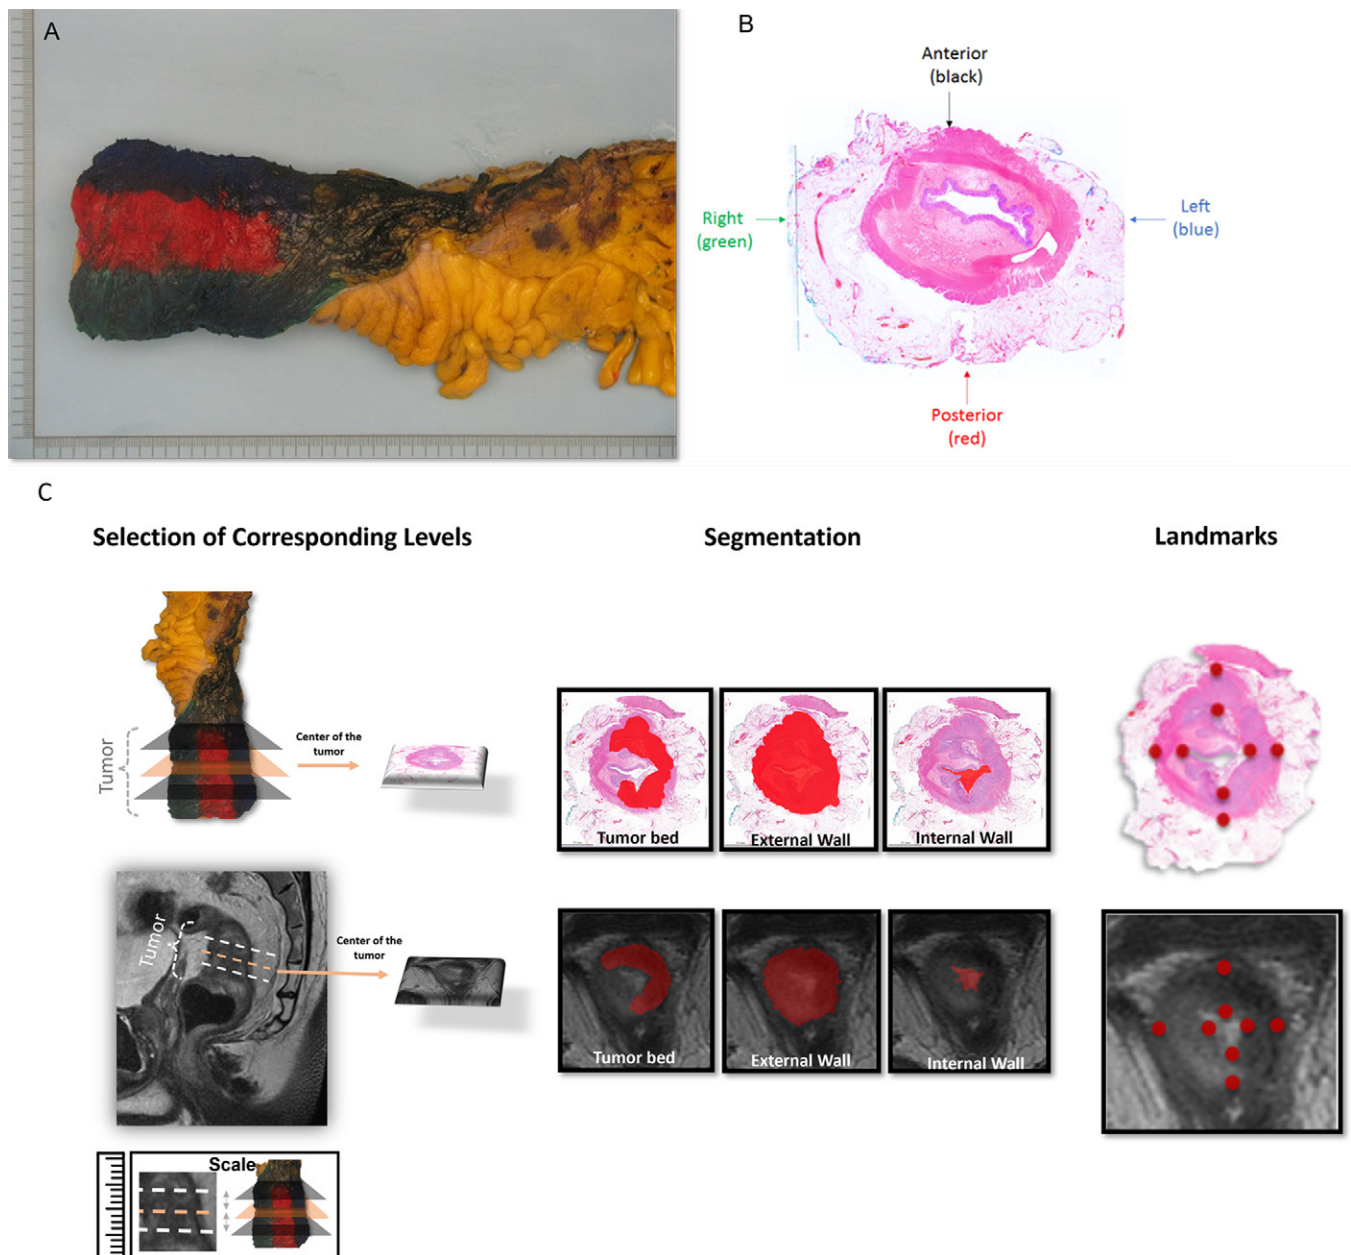 A
B
Anterior
(black)
Right
(green)
Left
(blue)
Posterior
(red)
C
Selection of Corresponding Levels
Segmentation
Landmarks
Tumor
Center of the
tumor
Tumor bed
External Wall
Internal Wall
Tumor
Center of the
tumor
Tumor bed
External Wall
Internal Wall
Scale